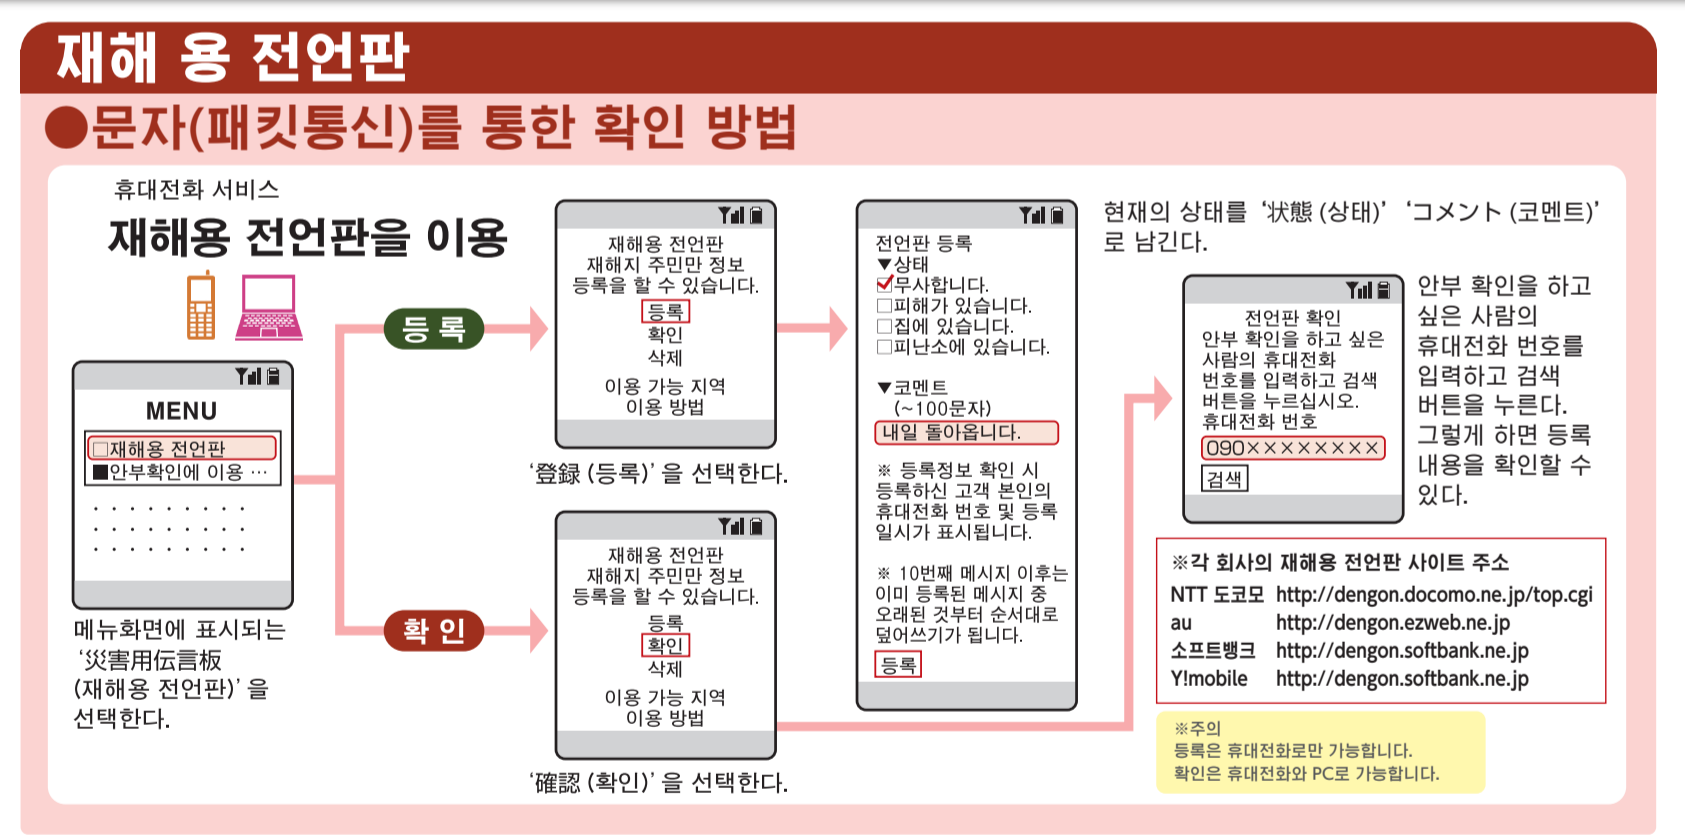 재해 용 전언판
●문자(패킷통신)를 통한 확인 방법
휴대전화 서비스
재해용 전언판을 이용
MENU
□재해용 전언판
■안부확인에 이용 …
. . . . . . . . .
. . . . . . . . .
. . . . . . . . .
메뉴화면에 표시되는
‘災害用伝言板
(재해용 전언판)’ 을
선택한다.
등 록
재해용 전언판
재해지 주민만 정보
등록을 할 수 있습니다.
등록
확인
삭제
이용 가능 지역
이용 방법
‘登録 (등록)’ 을 선택한다.
확 인
재해용 전언판
재해지 주민만 정보
등록을 할 수 있습니다.
등록
확인
삭제
이용 가능 지역
이용 방법
‘確認 (확인)’ 을 선택한다.
전언판 등록
▼상태
☑무사합니다.
□피해가 있습니다.
□집에 있습니다.
□피난소에 있습니다.
▼코멘트
(~100문자)
내일 돌아옵니다.
※ 등록정보 확인 시
등록하신 고객 본인의
휴대전화 번호 및 등록
일시가 표시됩니다.
※ 10번째 메시지 이후는
이미 등록된 메시지 중
오래된 것부터 순서대로
덮어쓰기가 됩니다.
등록
현재의 상태를 ‘状態 (상태)’ ‘コメント (코멘트)’
로 남긴다.
전언판 확인
안부 확인을 하고 싶은
사람의 휴대전화
번호를 입력하고 검색
버튼을 누르십시오.
휴대전화 번호
090××××××××
검색
안부 확인을 하고
싶은 사람의
휴대전화 번호를
입력하고 검색
버튼을 누른다.
그렇게 하면 등록
내용을 확인할 수
있다.
※각 회사의 재해용 전언판 사이트 주소
NTT 도코모 http://dengon.docomo.ne.jp/top.cgi
au http://dengon.ezweb.ne.jp
소프트뱅크 http://dengon.softbank.ne.jp
Y!mobile http://dengon.softbank.ne.jp
※주의
등록은 휴대전화로만 가능합니다.
확인은 휴대전화와 PC로 가능합니다.